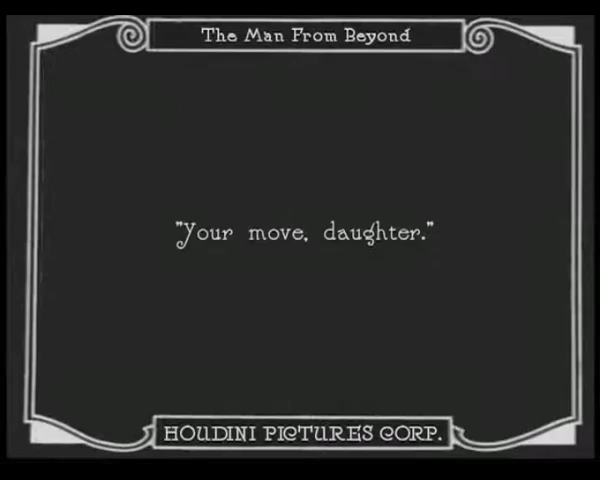 The Man From Beyond
"Your move, daughter."
HOUDINI PICTURES CORP.